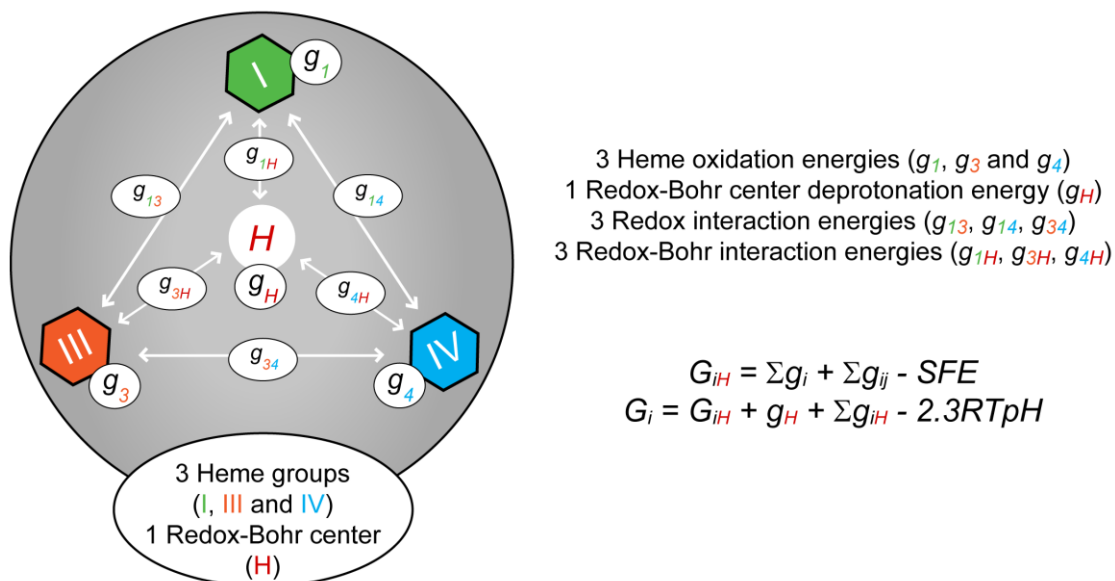 I
g1
g1H
g13
g14
H
g3H
gH
g4H
III
g34
IV
g3
g4
3 Heme groups
(I, III and IV)
1 Redox-Bohr center
(H)
3 Heme oxidation energies (g1, g3 and g4)
1 Redox-Bohr center deprotonation energy (gH)
3 Redox interaction energies (g13, g14, g34)
3 Redox-Bohr interaction energies (g1H, g3H, g4H)
GiH = Σgi + Σgij - SFE
Gi = GiH + gH + ΣgiH - 2.3RTpH